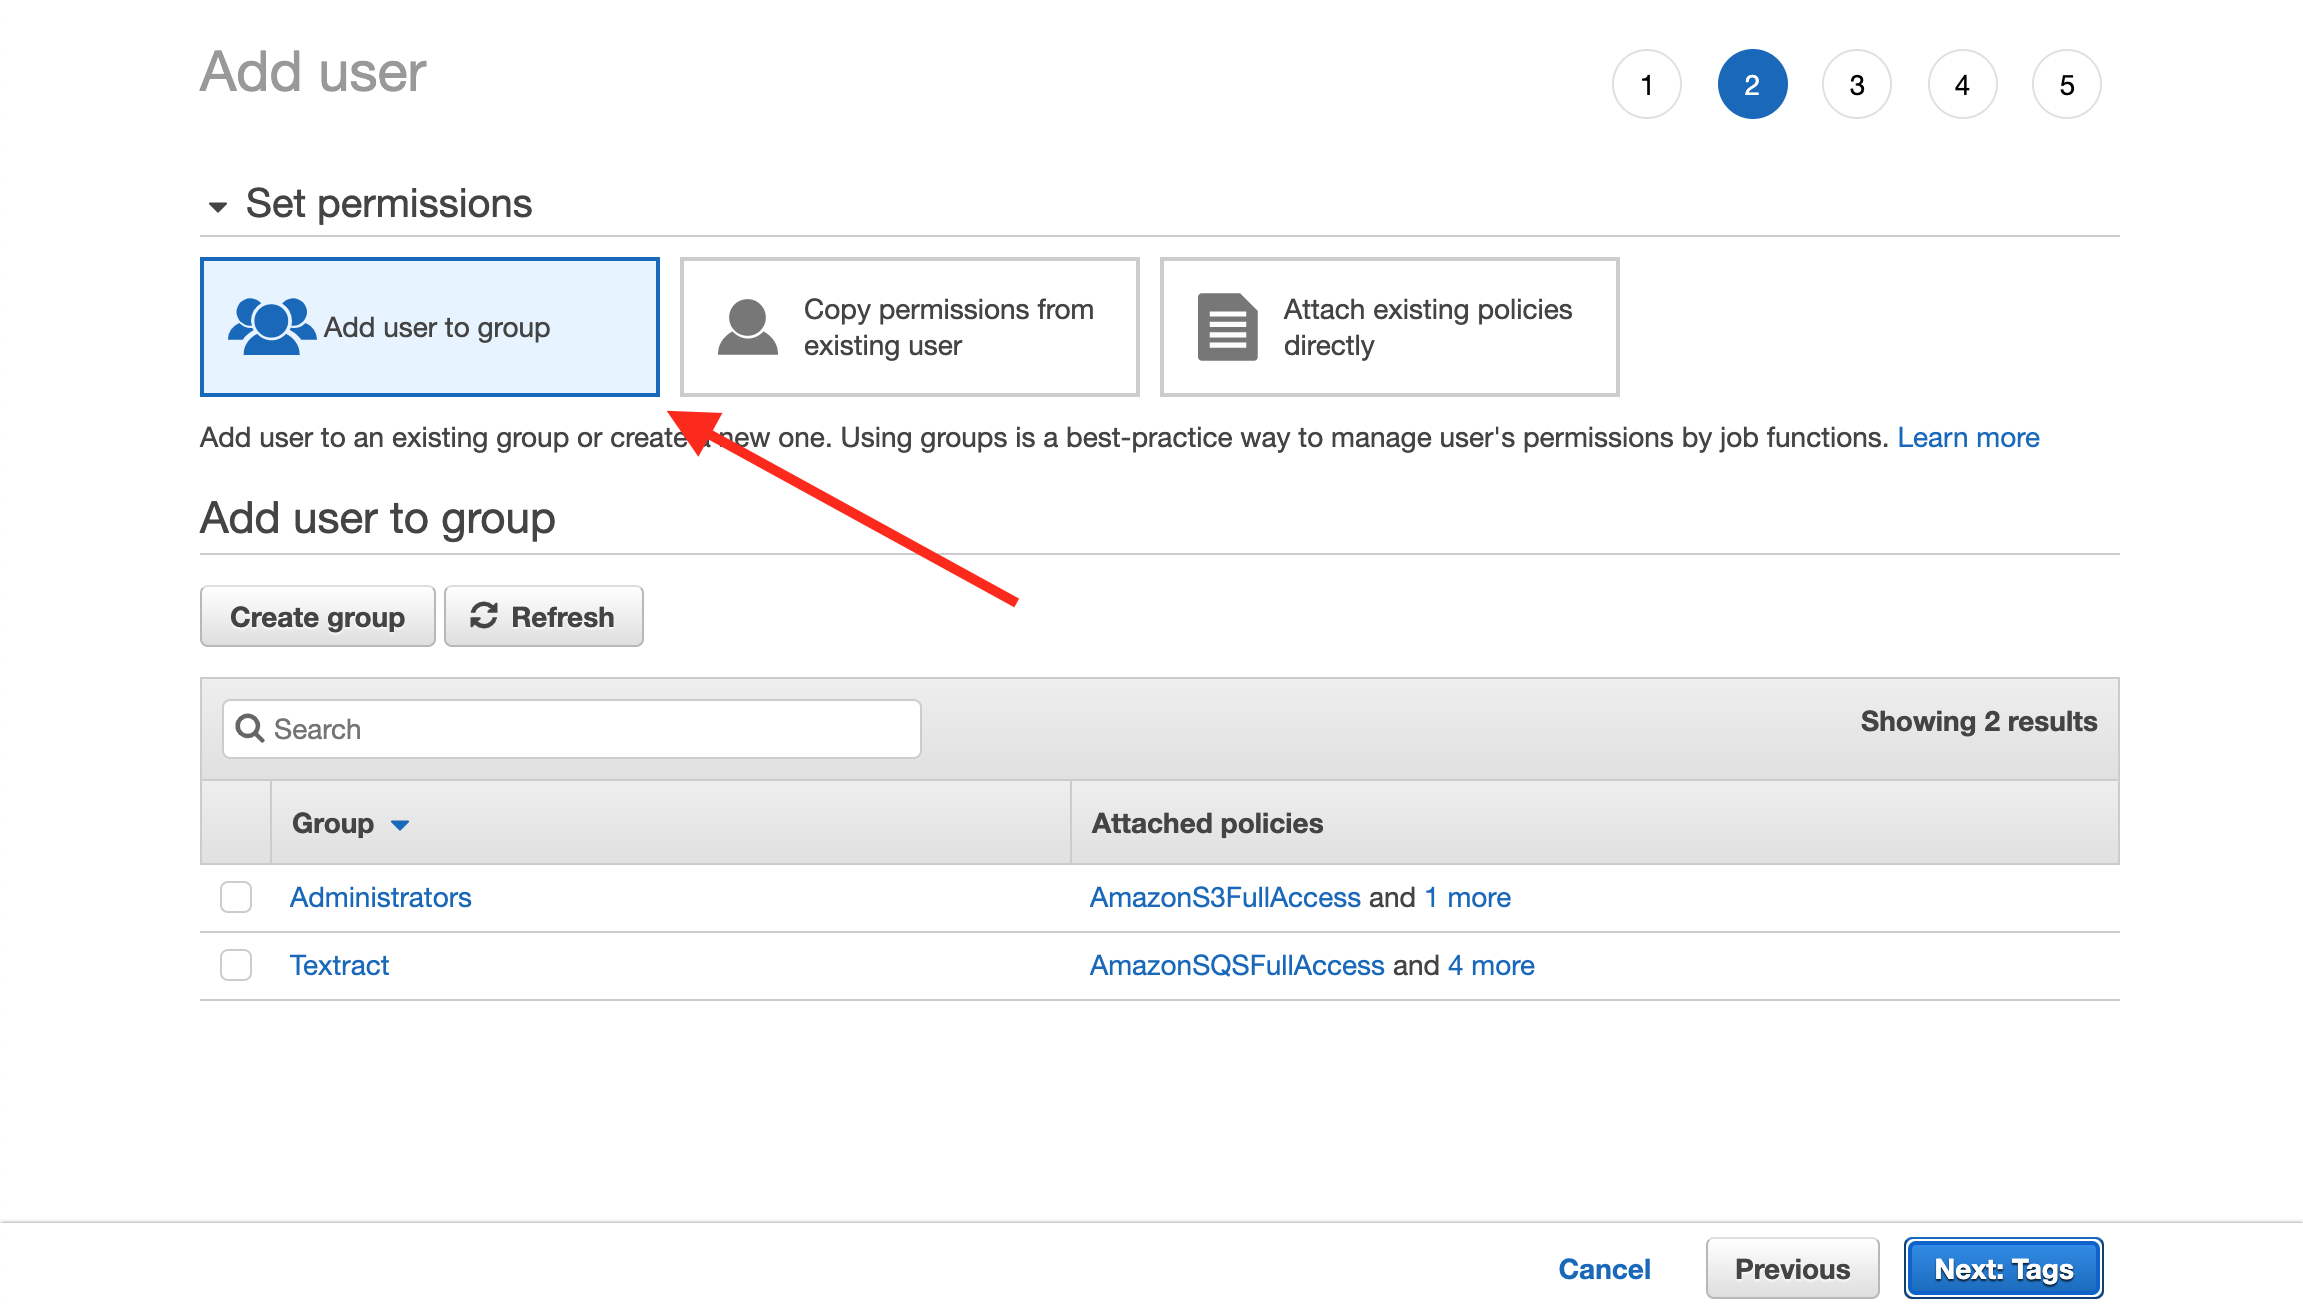 Add user
1 2 3 4 5
Set permissions
Add user to group
Copy permissions from
existing user
Attach existing policies
directly
Add user to an existing group or create a new one. Using groups is a best-practice way to manage user's permissions by job functions. Learn more
Add user to group
Create group Refresh
Search
Showing 2 results
Group Attached policies
Administrators AmazonS3FullAccess and 1 more
Textract AmazonSQSFullAccess and 4 more
Cancel Previous Next: Tags